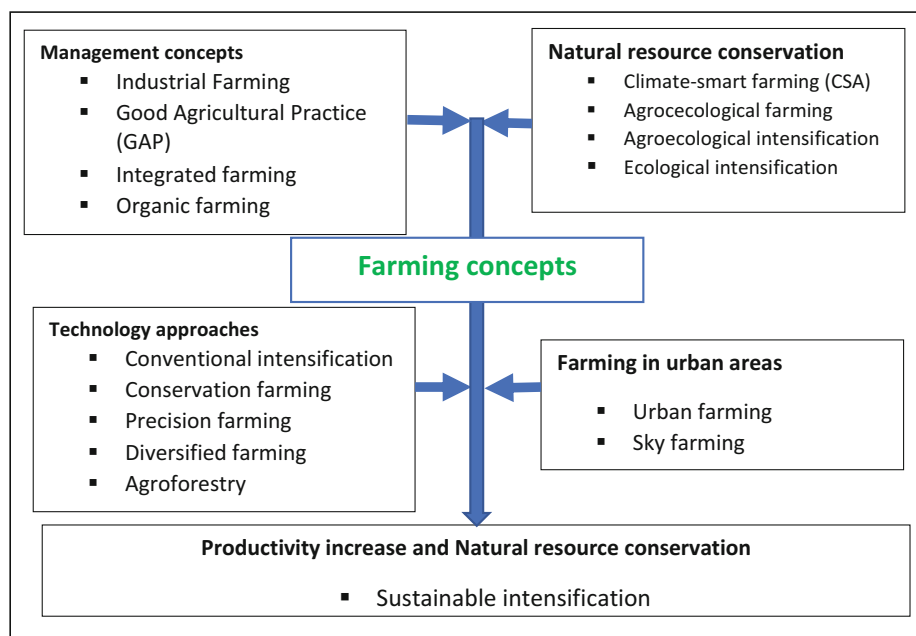 Management concepts
▪ Industrial Farming
▪ Good Agricultural Practice
(GAP)
▪ Integrated farming
▪ Organic farming
Natural resource conservation
▪ Climate-smart farming (CSA)
▪ Agrocecological farming
▪ Agroecological intensification
▪ Ecological intensification
Farming concepts
Technology approaches
▪ Conventional intensification
▪ Conservation farming
▪ Precision farming
▪ Diversified farming
▪ Agroforestry
Farming in urban areas
▪ Urban farming
▪ Sky farming
Productivity increase and Natural resource conservation
▪ Sustainable intensification